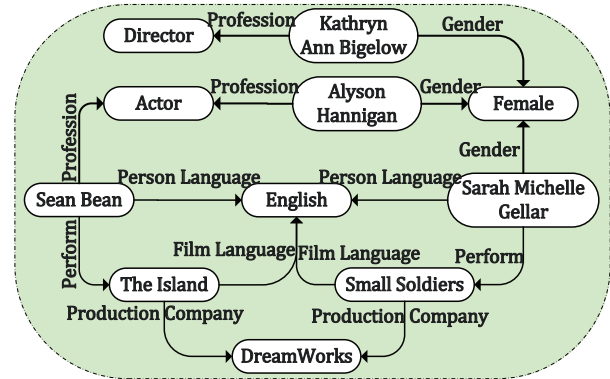 Profession
Kathryn
Ann Bigelow
Gender
Director
Profession
Alyson
Hannigan
Gender
Actor
Female
Profession
Gender
Person Language
Person Language
Sean Bean
English
Sarah Michelle
Gellar
Perform
Film Language
Film Language
Perform
The Island
Small Soldiers
Production Company
Production Company
DreamWorks